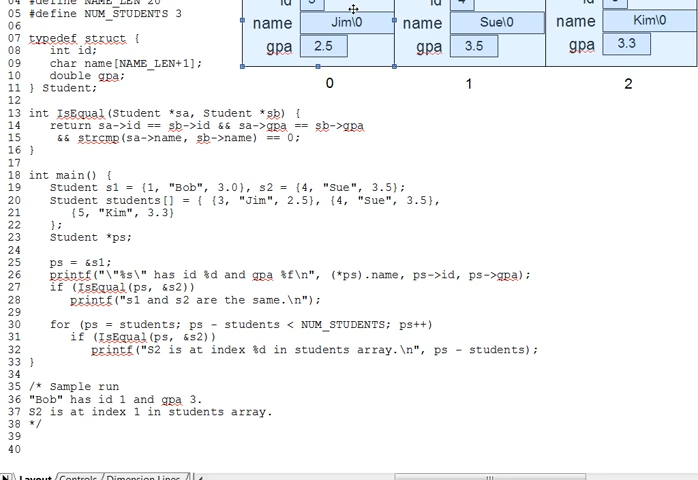 04 #define NAME_LEN 20
05 #define NUM_STUDENTS 3
06
07 typedef struct {
08 int id;
09 char name[NAME_LEN+1];
10 double gpa;
11 } Student;
12
13 int IsEqual(Student *sa, Student *sb) {
14 return sa->id == sb->id && sa->gpa == sb->gpa
15 && strcmp(sa->name, sb->name) == 0;
16 }
17
18 int main() {
19 Student s1 = {1, "Bob", 3.0}, s2 = {4, "Sue", 3.5};
20 Student students[] = { {3, "Jim", 2.5}, {4, "Sue", 3.5},
21 {5, "Kim", 3.3}
22 };
23 Student *ps;
24
25 ps = &s1;
26 printf("\"%s\" has id %d and gpa %f\n", (*ps).name, ps->id, ps->gpa);
27 if (IsEqual(ps, &s2))
28 printf("s1 and s2 are the same.\n");
29
30 for (ps = students; ps - students < NUM_STUDENTS; ps++)
31 if (IsEqual(ps, &s2))
32 printf("S2 is at index %d in students array.\n", ps - students);
33 }
34
35 /* Sample run
36 "Bob" has id 1 and gpa 3.
37 S2 is at index 1 in students array.
38 */
39
40
id 3 id 4 id
name Jim\0 name Sue\0 name Kim\0
gpa 2.5 gpa 3.5 gpa 3.3
0 1 2
Layout Controls Dimension Lines